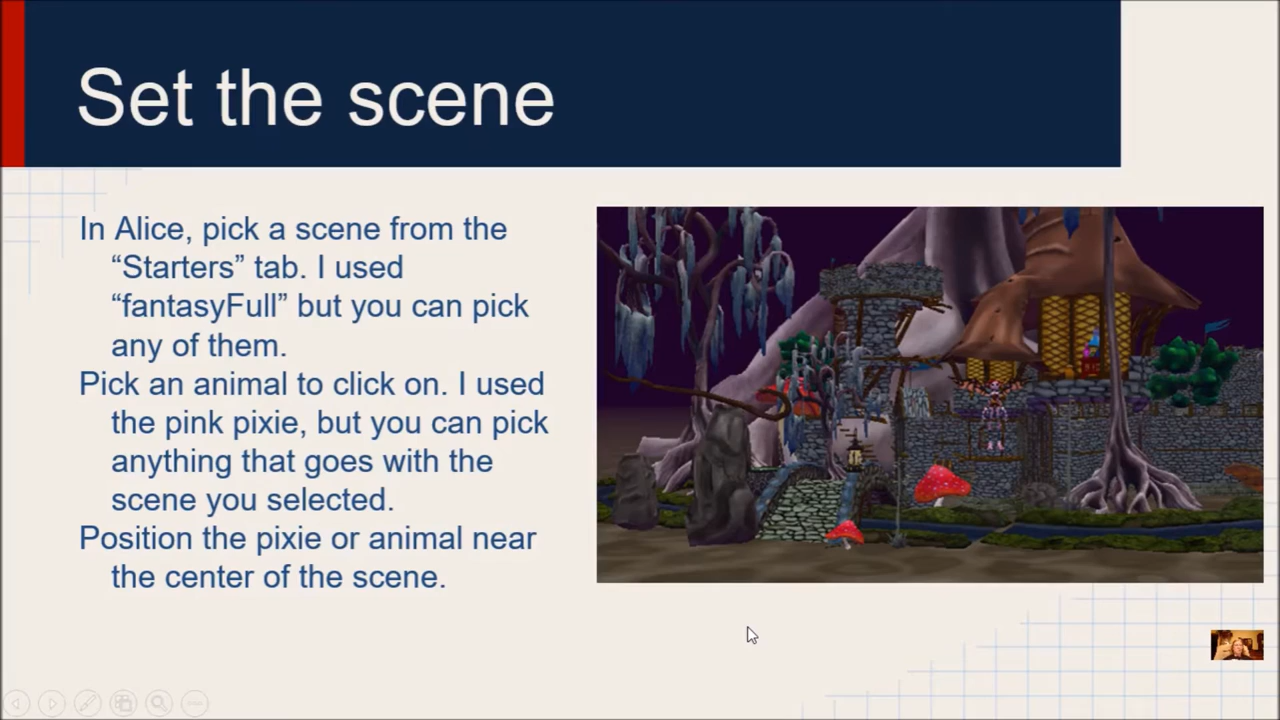 Set the scene
In Alice, pick a scene from the
“Starters” tab. I used
“fantasyFull” but you can pick
any of them.
Pick an animal to click on. I used
the pink pixie, but you can pick
anything that goes with the
scene you selected.
Position the pixie or animal near
the center of the scene.